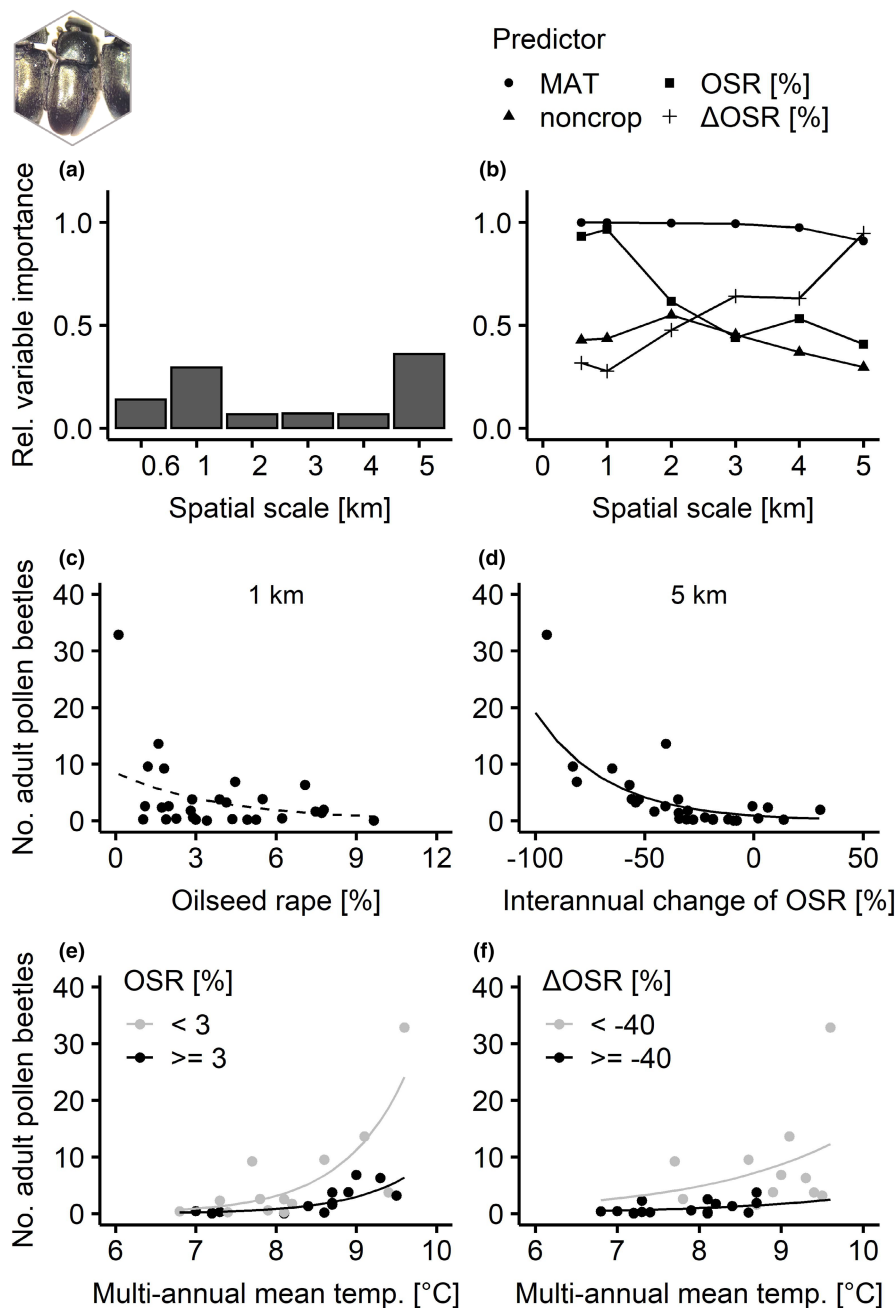 Predictor
MAT OSR [%]
noncrop ΔOSR [%]
(a) (b)
Rel. variable importance
1.0
0.5
0.0
0.6 1 2 3 4 5
Spatial scale [km]
1.0
0.5
0.0
0 1 2 3 4 5
Spatial scale [km]
(c)
No. adult pollen beetles
1 km
40
30
20
10
0
0 3 6 9 12
Oilseed rape [%]
(d)
5 km
40
30
20
10
0
-100 -50 0 50
Interannual change of OSR [%]
(e)
No. adult pollen beetles
OSR [%]
< 3
>= 3
40
30
20
10
0
6 7 8 9 10
Multi-annual mean temp. [°C]
(f)
ΔOSR [%]
< -40
>= -40
40
30
20
10
0
6 7 8 9 10
Multi-annual mean temp. [°C]